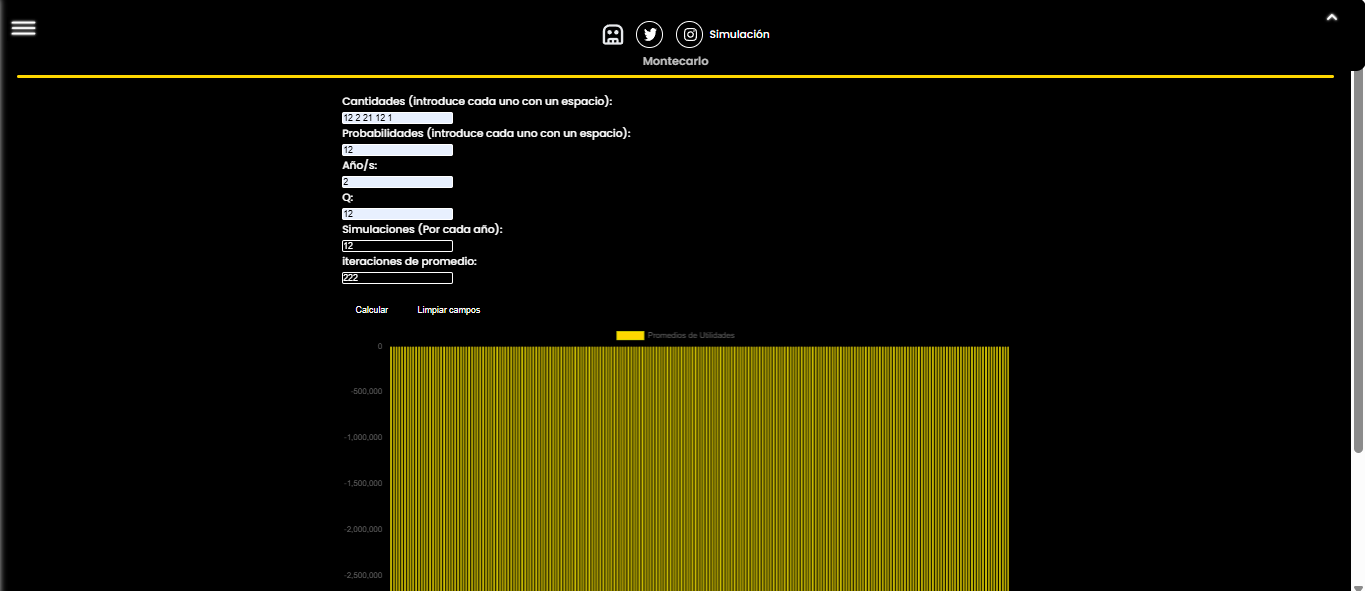 Simulación
Montecarlo
Cantidades (introduce cada uno con un espacio):
12 2 21 12 1
Probabilidades (introduce cada uno con un espacio):
12
Año/s:
2
Q:
12
Simulaciones (Por cada año):
12
iteraciones de promedio:
222
Calcular Limpiar campos
Promedios de Utilidades
0
-500,000
-1,000,000
-1,500,000
-2,000,000
-2,500,000